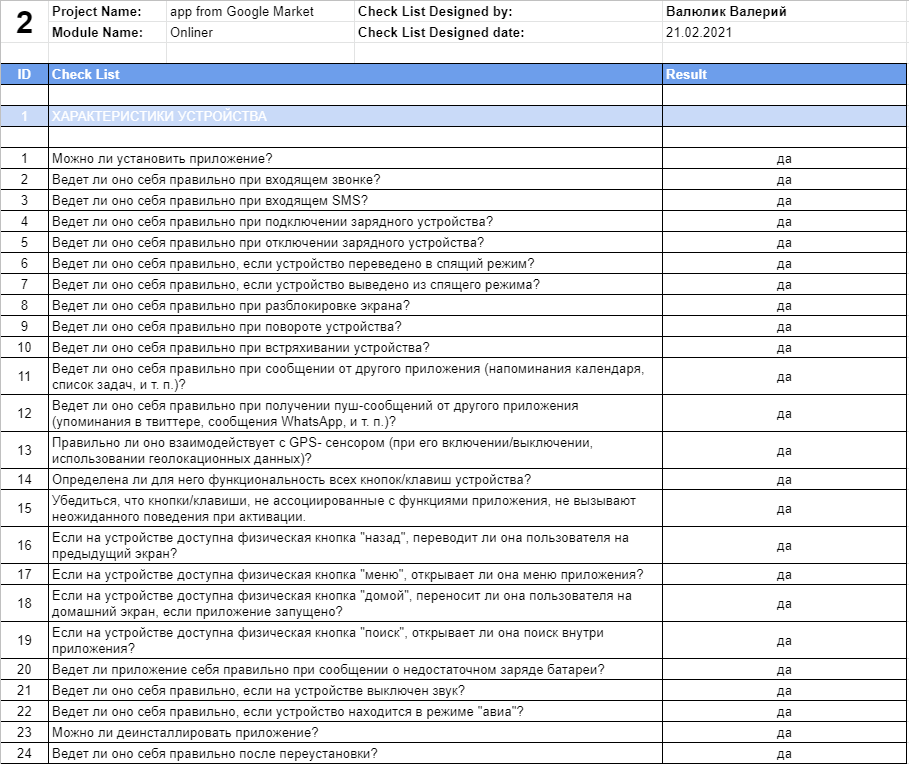 2
Project Name: app from Google Market Check List Designed by: Валюлик Валерий
Module Name: Onliner Check List Designed date: 21.02.2021
ID Check List Result
1 ХАРАКТЕРИСТИКИ УСТРОЙСТВА
1 Можно ли установить приложение? да
2 Ведет ли оно себя правильно при входящем звонке? да
3 Ведет ли оно себя правильно при входящем SMS? да
4 Ведет ли оно себя правильно при подключении зарядного устройства? да
5 Ведет ли оно себя правильно при отключении зарядного устройства? да
6 Ведет ли оно себя правильно, если устройство переведено в спящий режим? да
7 Ведет ли оно себя правильно, если устройство выведено из спящего режима? да
8 Ведет ли оно себя правильно при разблокировке экрана? да
9 Ведет ли оно себя правильно при повороте устройства? да
10 Ведет ли оно себя правильно при встряхивании устройства? да
11 Ведет ли оно себя правильно при сообщении от другого приложения (напоминания календаря,
список задач, и т. п.)? да
12 Ведет ли оно себя правильно при получении пуш-сообщений от другого приложения
(упоминания в твиттере, сообщения WhatsApp, и т. п.)? да
13 Правильно ли оно взаимодействует с GPS- сенсором (при его включении/выключении,
использовании геолокационных данных)? да
14 Определена ли для него функциональность всех кнопок/клавиш устройства? да
15 Убедиться, что кнопки/клавиши, не ассоциированные с функциями приложения, не вызывают
неожиданного поведения при активации. да
16 Если на устройстве доступна физическая кнопка "назад", переводит ли она пользователя на
предыдущий экран? да
17 Если на устройстве доступна физическая кнопка "меню", открывает ли она меню приложения? да
18 Если на устройстве доступна физическая кнопка "домой", переносит ли она пользователя на
домашний экран, если приложение запущено? да
19 Если на устройстве доступна физическая кнопка "поиск", открывает ли она поиск внутри
приложения? да
20 Ведет ли приложение себя правильно при сообщении о недостаточном заряде батареи? да
21 Ведет ли оно себя правильно, если на устройстве выключен звук? да
22 Ведет ли оно себя правильно, если устройство находится в режиме "авиа"? да
23 Можно ли деинсталлировать приложение? да
24 Ведет ли оно себя правильно после переустановки? да